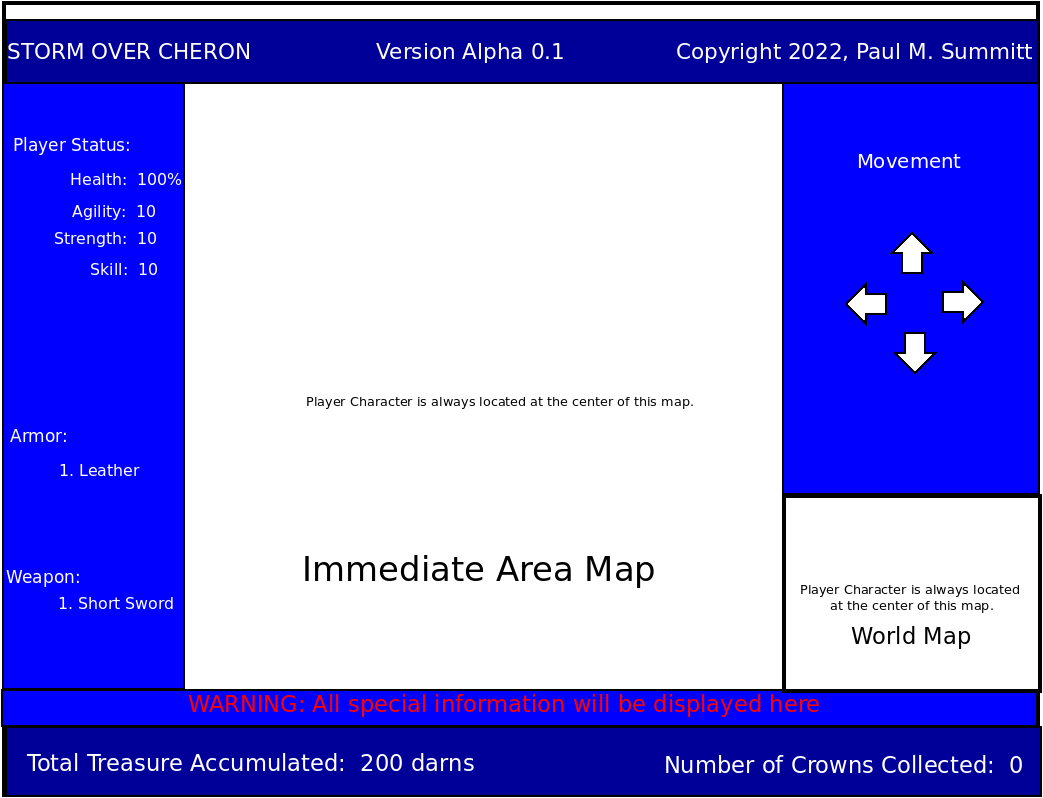 STORM OVER CHERON
Version Alpha 0.1
Copyright 2022, Paul M. Summitt
Player Status:
Health: 100%
Agility: 10
Strength: 10
Skill: 10
Armor:
1. Leather
Weapon:
1. Short Sword
Player Character is always located at the center of this map.
Immediate Area Map
Movement
Player Character is always located
at the center of this map.
World Map
WARNING: All special information will be displayed here
Total Treasure Accumulated: 200 darns
Number of Crowns Collected: 0